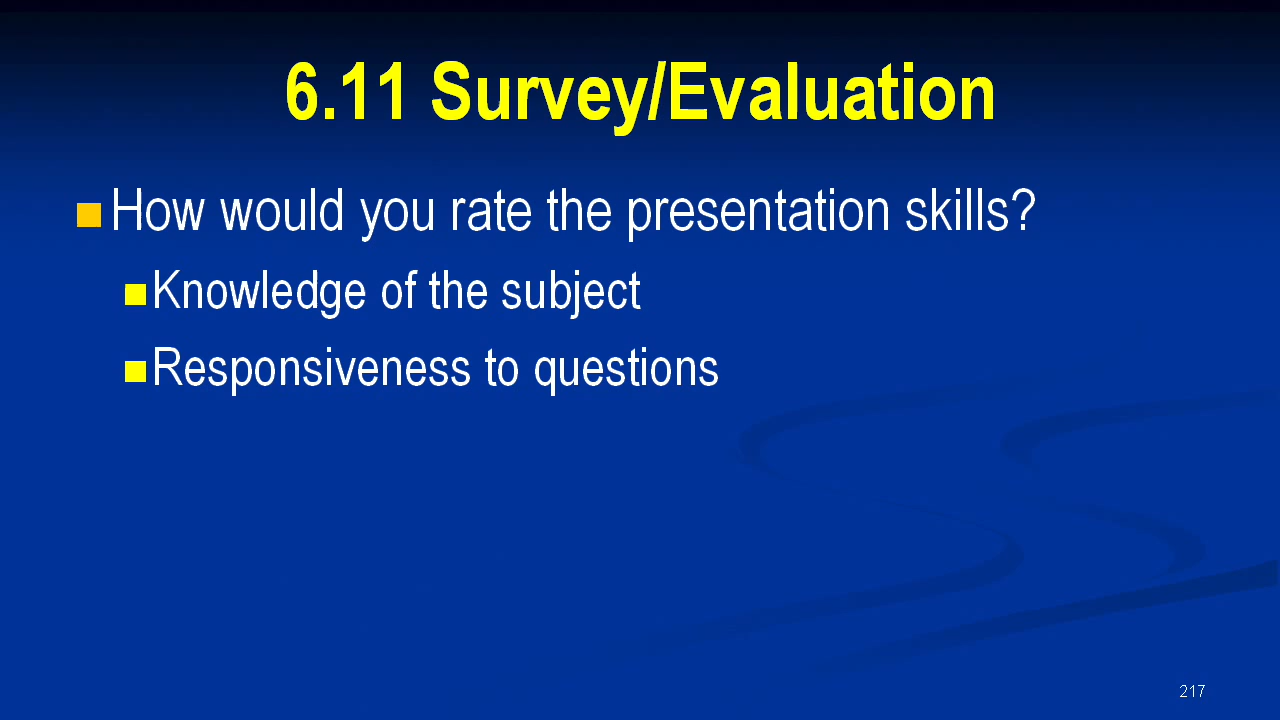 6.11 Survey/Evaluation
How would you rate the presentation skills?
Knowledge of the subject
Responsiveness to questions
217